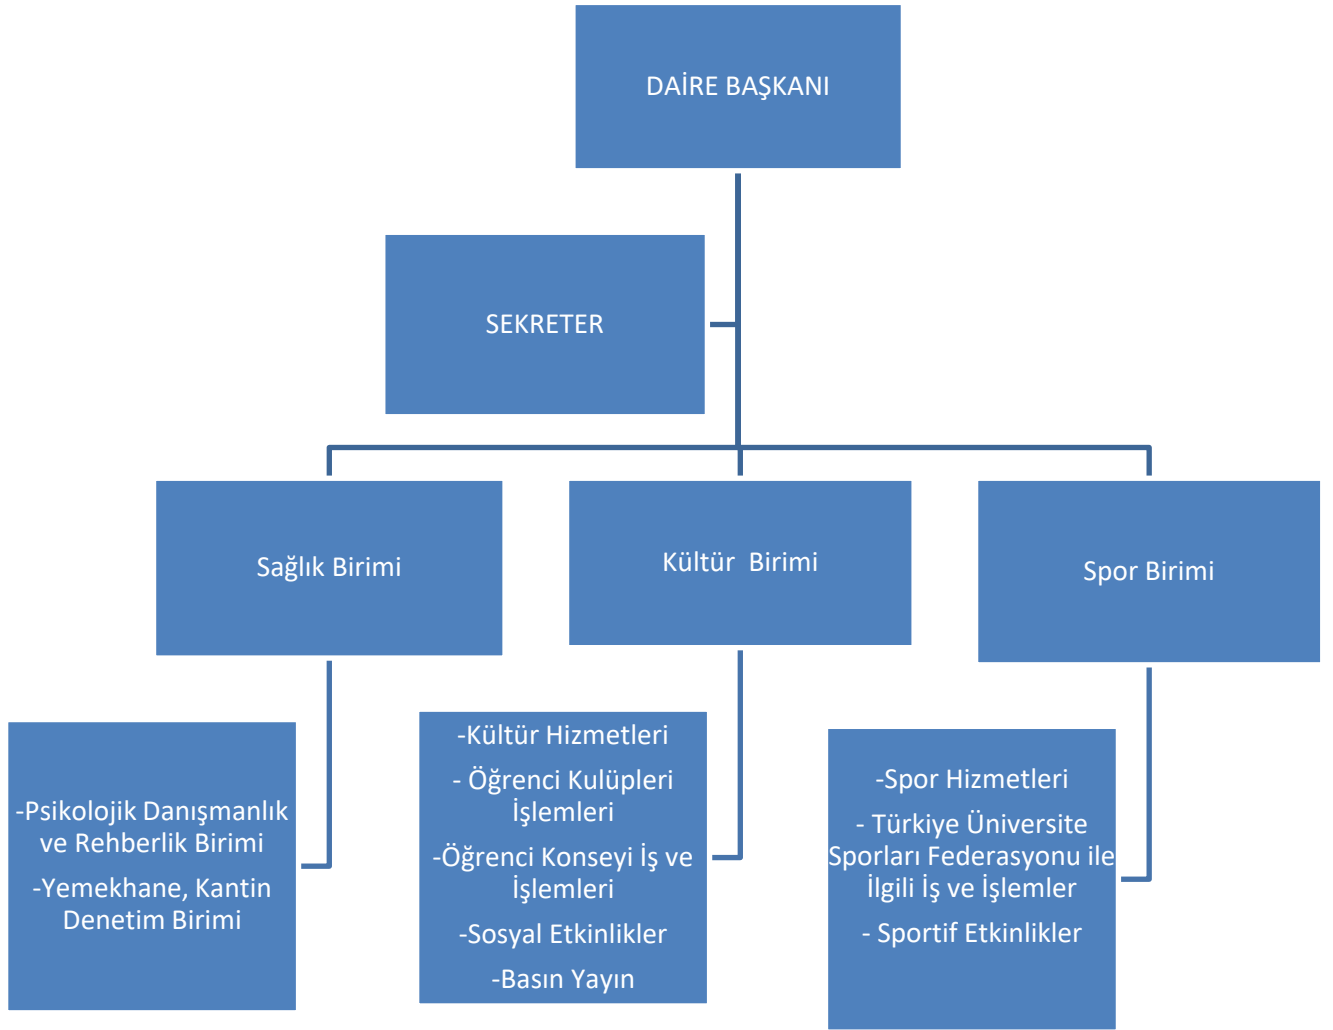 DAİRE BAŞKANI
SEKRETER
Sağlık Birimi
Kültür  Birimi
Spor Birimi
-Psikolojik Danışmanlık
ve Rehberlik Birimi
-Yemekhane, Kantin
Denetim Birimi
-Kültür Hizmetleri
- Öğrenci Kulüpleri
İşlemleri
-Öğrenci Konseyi İş ve
İşlemleri
-Sosyal Etkinlikler
-Basın Yayın
-Spor Hizmetleri
- Türkiye Üniversite
Sporları Federasyonu ile
İlgili İş ve İşlemler
- Sportif Etkinlikler